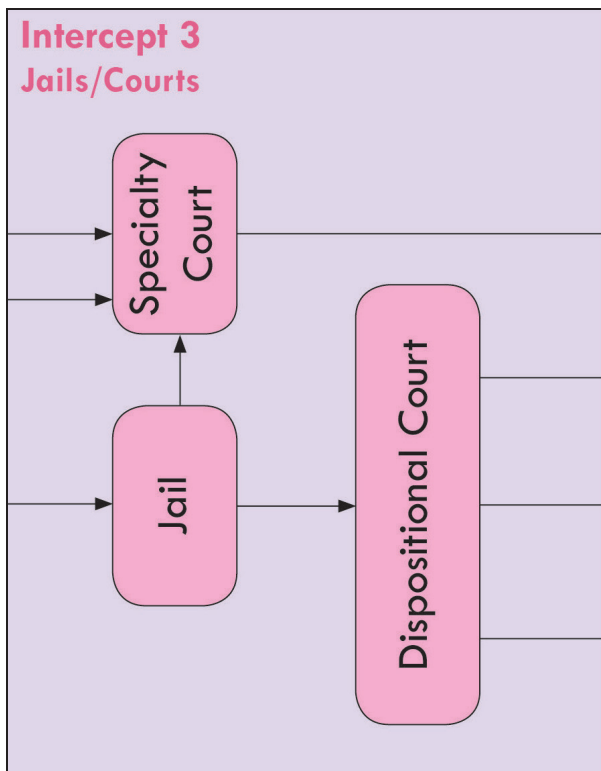 Intercept 3
Jails/Courts
Specialty
Court
Jail
Dispositional Court